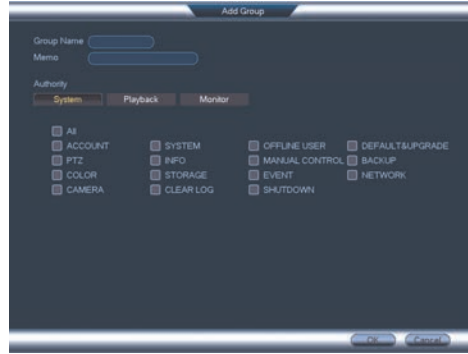 Add Group
Group Name
Memo
Authority
System Playback Monitor
All
ACCOUNT SYSTEM OFFLINE USER DEFAULT&UPGRADE
PTZ INFO MANUAL CONTROL BACKUP
COLOR STORAGE EVENT NETWORK
CAMERA CLEAR LOG SHUTDOWN
OK Cancel